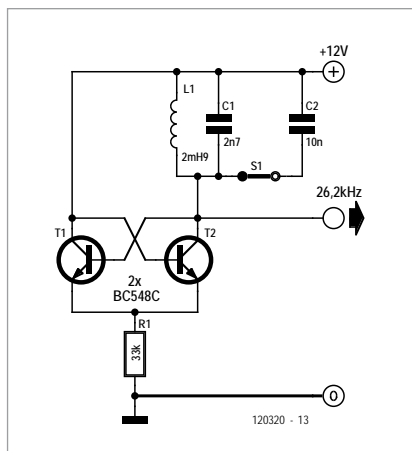 +12V
L1
C1
C2
2mH9
2n7
S1
10n
26,2kHz
T1
T2
2x
BC548C
R1
33k
0
120320 - 13